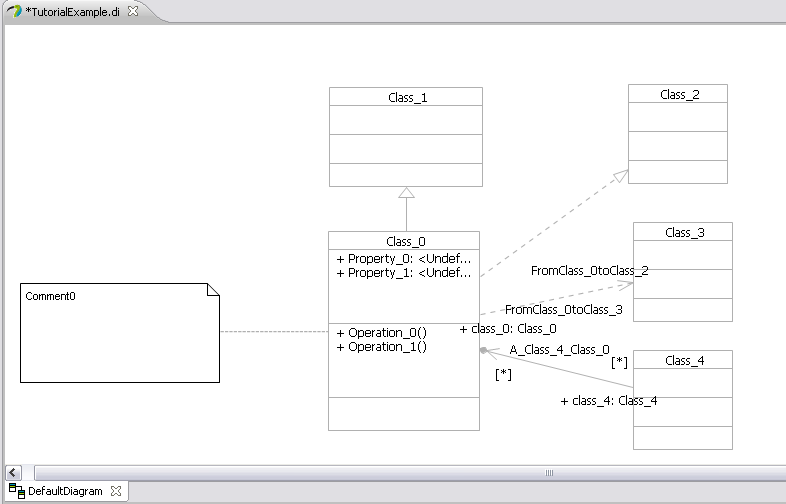 *TutorialExample.di
Class_1
Class_2
Class_0
+ Property_0: <Undef...
+ Property_1: <Undef...
Class_3
FromClass_0toClass_2
Comment0
FromClass_0toClass_3
+ class_0: Class_0
+ Operation_0()
+ Operation_1()
A_Class_4_Class_0
[*]
Class_4
[*]
+ class_4: Class_4
DefaultDiagram